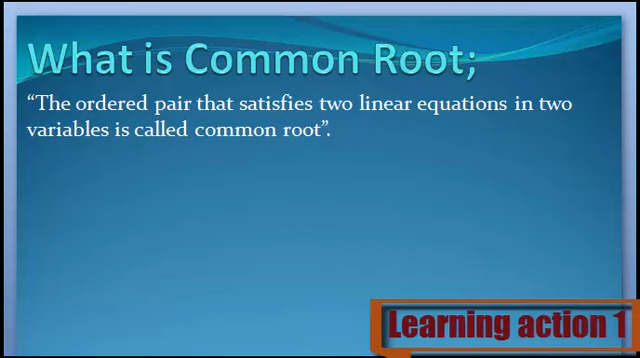 What is Common Root;
“The ordered pair that satisfies two linear equations in two
variables is called common root”.
Learning action 1